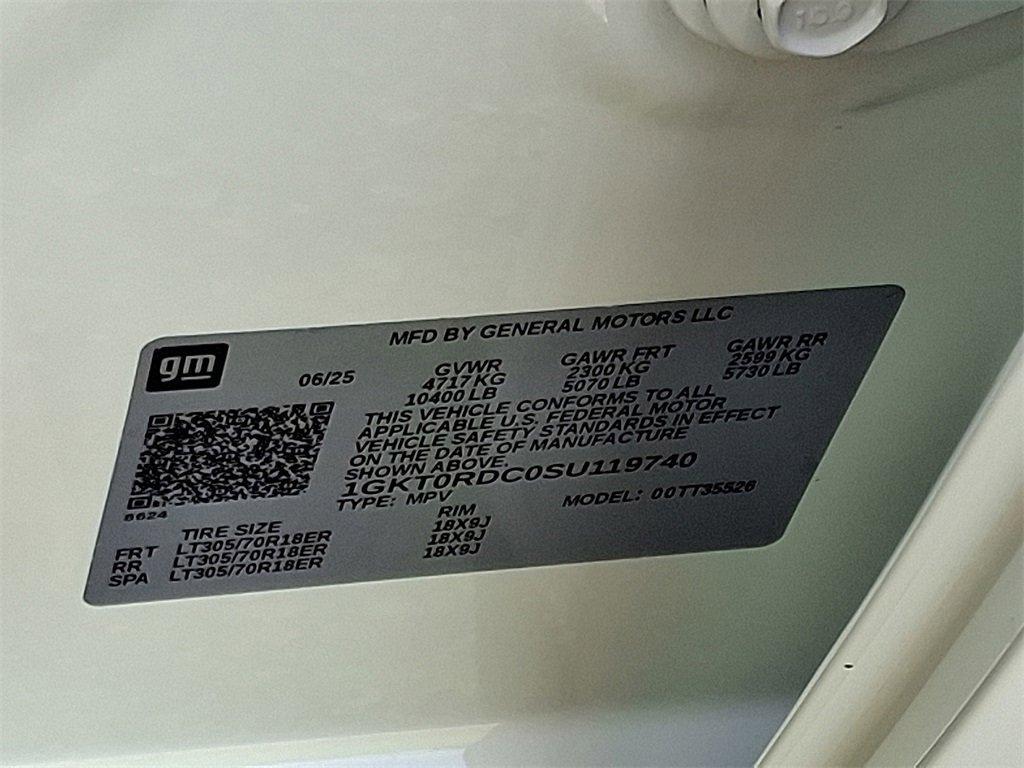 gm
MFD BY GENERAL MOTORS LLC
06/25
GVWR GAWR FRT GAWR RR
4717 KG 2300 KG 2599 KG
10400 LB 5070 LB 5730 LB
THIS VEHICLE CONFORMS TO ALL
APPLICABLE U.S. FEDERAL MOTOR
VEHICLE SAFETY STANDARDS IN EFFECT
ON THE DATE OF MANUFACTURE
SHOWN ABOVE.
1GKT0RDC0SU119740
TYPE: MPV MODEL: 00TT35526
6624
TIRE SIZE RIM
FRT LT305/70R18ER 18X9J
RR LT305/70R18ER 18X9J
SPA LT305/70R18ER 18X9J